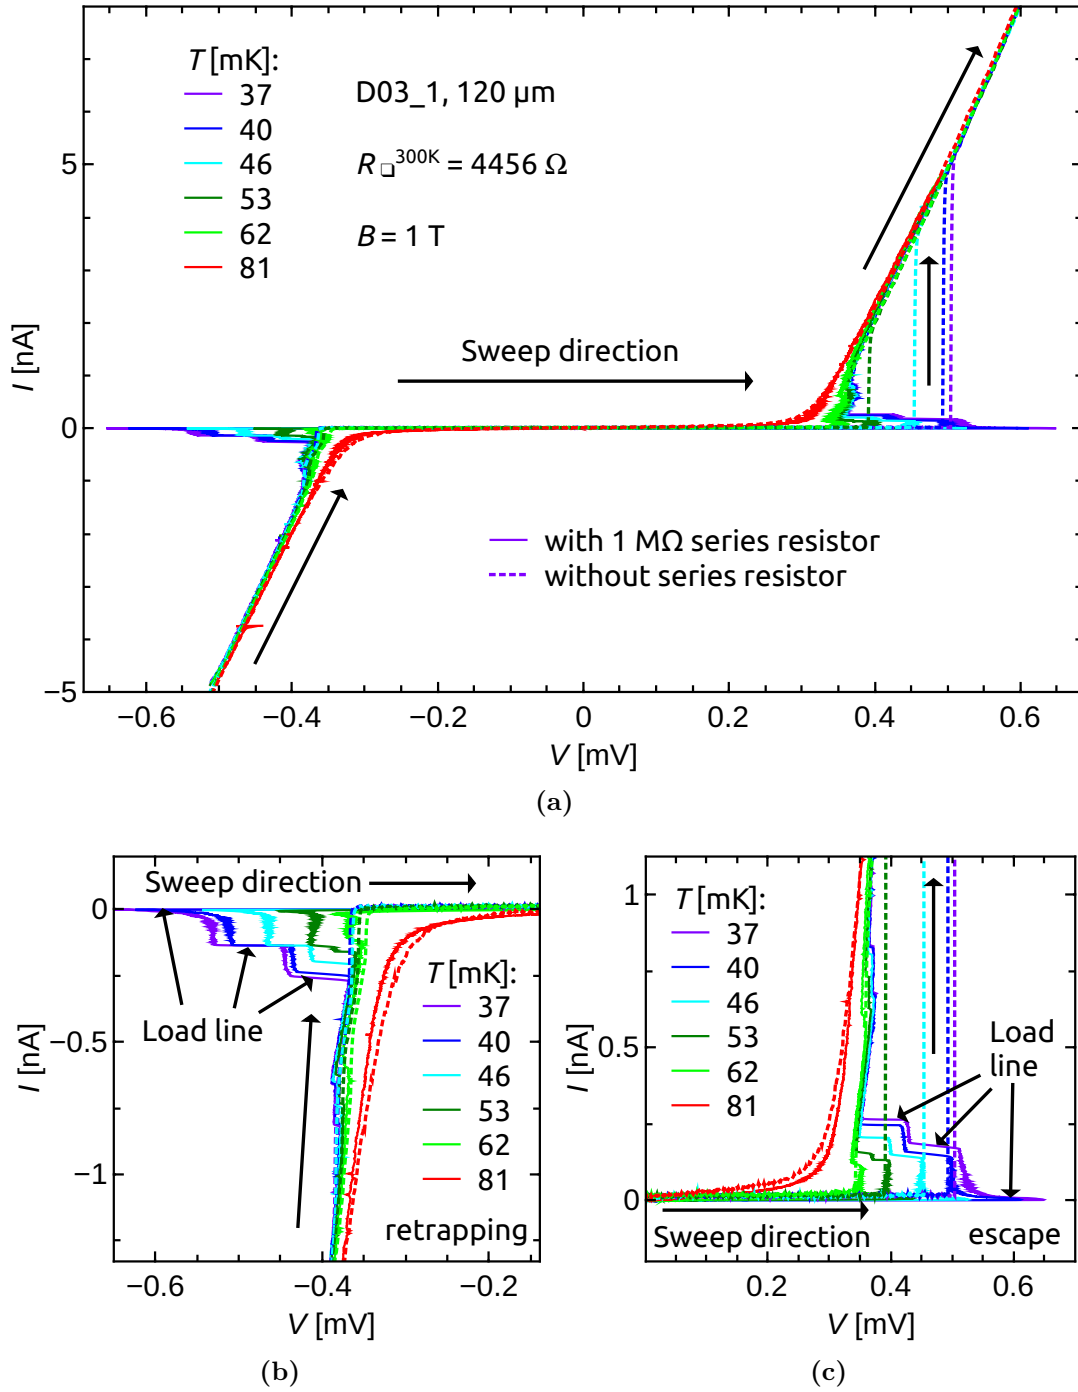 T [mK]:
37
40
46
53
62
81
D03_1, 120 µm
R□300K = 4456 Ω
B = 1 T
5
0
−5
I [nA]
Sweep direction
with 1 MΩ series resistor
without series resistor
−0.6 −0.4 −0.2 0 0.2 0.4 0.6
V [mV]
(a)
Sweep direction
0
−0.5
−1
I [nA]
Load line
T [mK]:
37
40
46
53
62
81
retrapping
−0.6 −0.4 −0.2
V [mV]
(b)
1
0.5
0
I [nA]
T [mK]:
37
40
46
53
62
81
Load
line
Sweep direction
escape
0.2 0.4 0.6
V [mV]
(c)